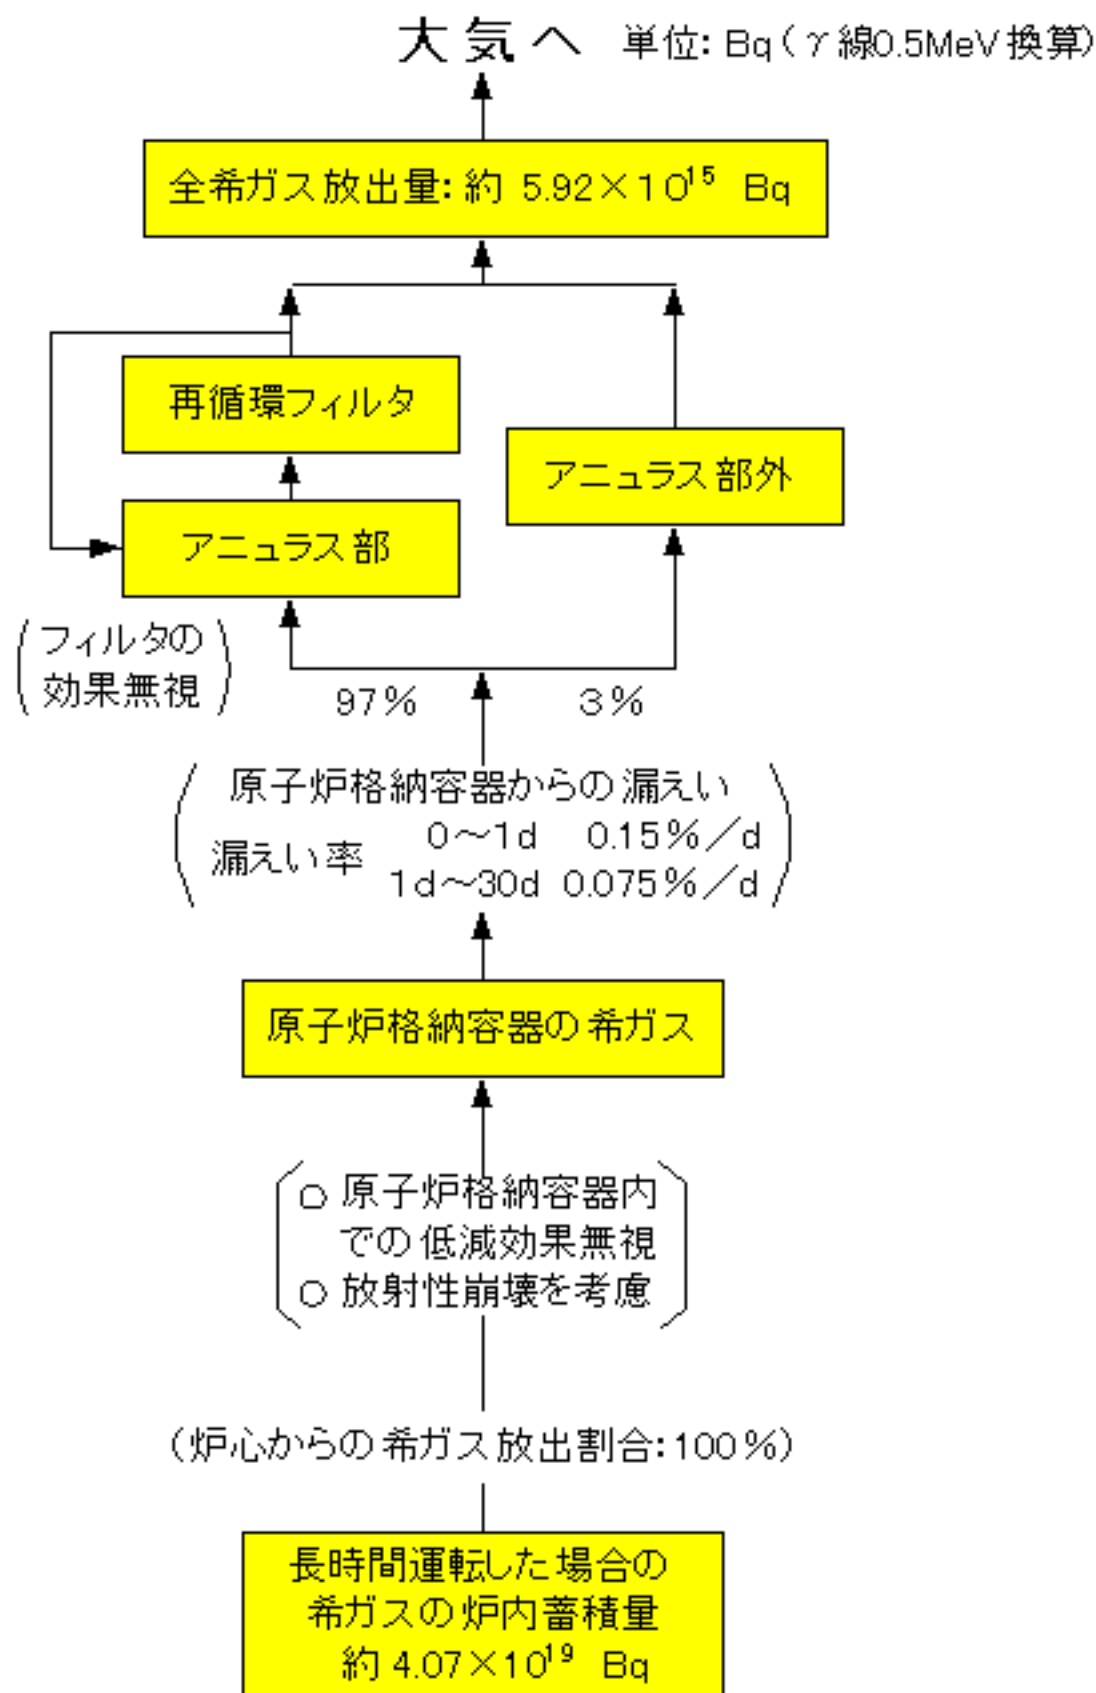 大気へ 単位: Bq(γ線0.5MeV換算)
全希ガス放出量: 約 5.92×10¹⁵ Bq
再循環フィルタ
アニュラス部外
アニュラス部
フィルタの
効果無視
97% 3%
原子炉格納容器からの漏えい
漏えい率
0～1d 0.15%／d
1d～30d 0.075%／d
原子炉格納容器の希ガス
○ 原子炉格納容器内
での低減効果無視
○ 放射性崩壊を考慮
(炉心からの希ガス放出割合:100%)
長時間運転した場合の
希ガスの炉内蓄積量
約4.07×10¹⁹ Bq